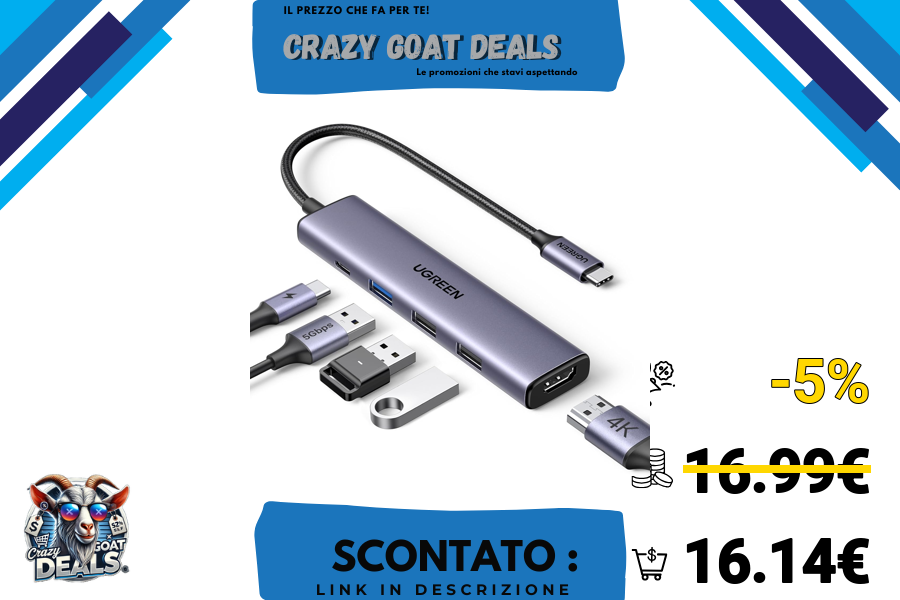 IL PREZZO CHE FA PER TE!
CRAZY GOAT DEALS
Le promozioni che stavi aspettando
UGREEN
UGREEN
5Gbps
4K
-5%
16.99€
16.14€
SCONTATO :
LINK IN DESCRIZIONE
$
Crazy
GOAT
DEALS